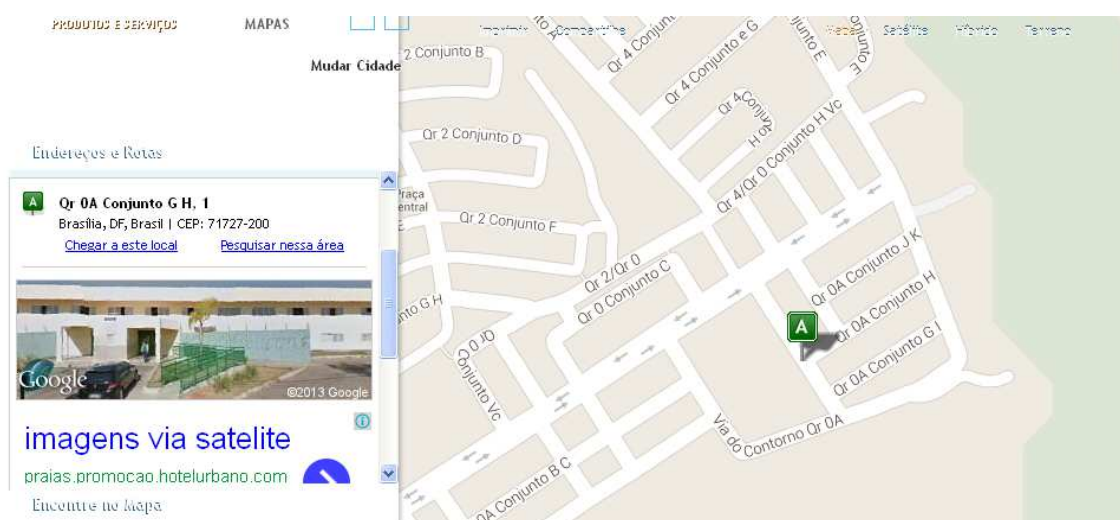 PRODUTOS E SERVIÇOS
MAPAS
Mudar Cidade
Endereços e Rotas
A
Qr 0A Conjunto G H, 1
Brasília, DF, Brasil | CEP: 71727-200
Chegar a este local
Pesquisar nessa área
Google
©2013 Google
imagens via satelite
praias.promocao.hotelurbano.com
Encontre no Mapa
Imprimir
Compartilhe
Mapa
Satélite
Híbrido
Terreno
2 Conjunto B
Qr 4 Conjunto
Qr 4 Conjunto e G
Conjunto E
Qr 4 Conjunto H
Qr 2 Conjunto D
Qr 4/Qr 0 Conjunto H Vc
Praça
entral
E
Qr 2 Conjunto F
Qr 2/Qr 0
Qr 0 Conjunto C
nto G H
Qr 0 C
Conjunto Vc
Qr 0A Conjunto J K
A
Qr 0A Conjunto H
Qr 0A Conjunto G I
Via do Contorno Qr 0A
0A Conjunto B C